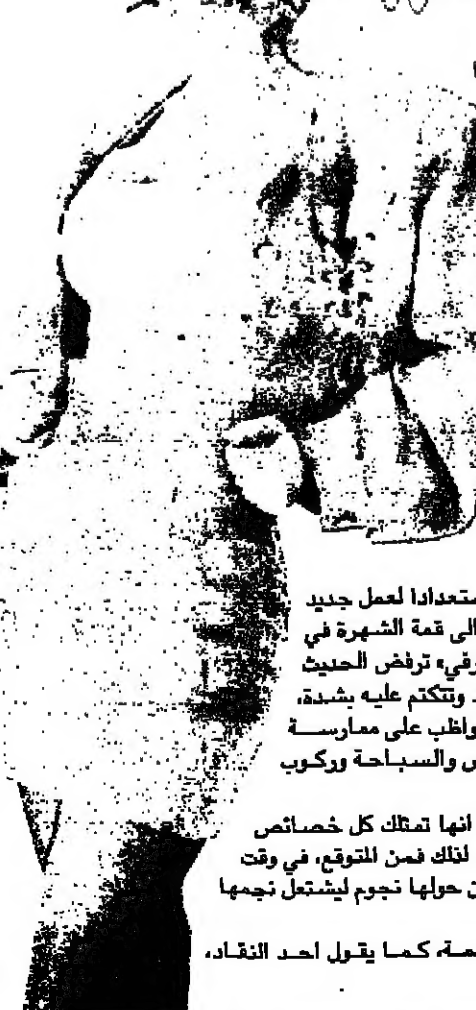 ستعدادا لعمل جديد
الى قمة الشهرة في
رقي» ترفض الحديث
وتتكتم عليه بشدة،
واظب على ممارسة
س والسباحة وركوب
انها تمتلك كل خصائص
لذلك فمن المتوقع، في وقت
ن حولها نجوم ليشتعل نجمها
مة، كما يقول احد النقاد،